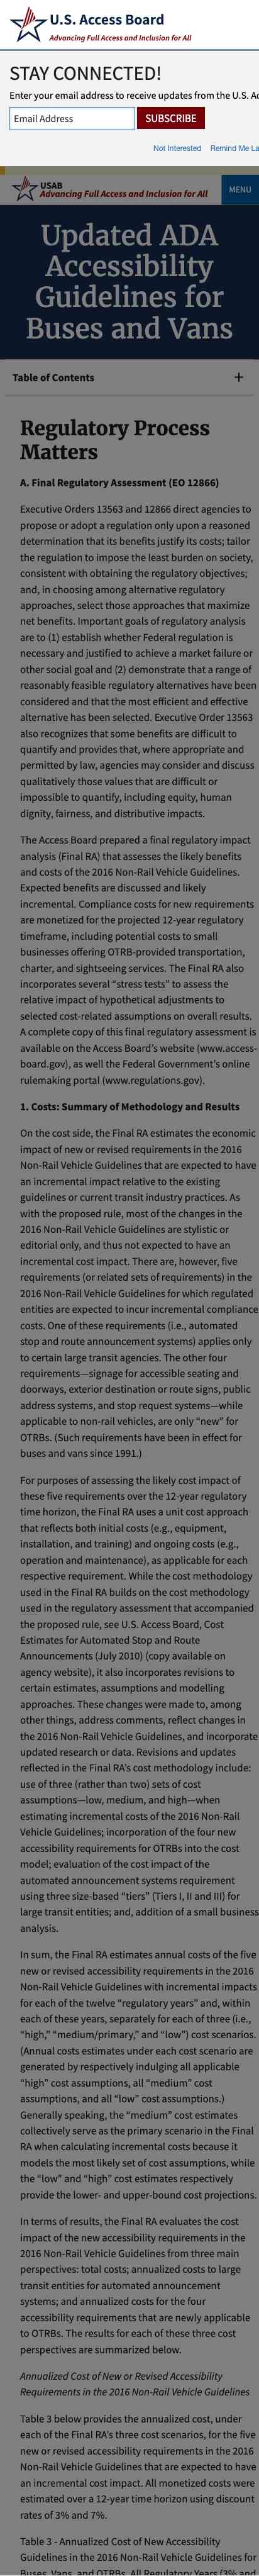 U.S. Access Board
Advancing Full Access and Inclusion for All
STAY CONNECTED!
Enter your email address to receive updates from the U.S. Ac
Email Address
SUBSCRIBE
Not Interested
Remind Me La
USAB
Advancing Full Access and Inclusion for All
MENU
Updated ADA
Accessibility
Guidelines for
Buses and Vans
Table of Contents +
Regulatory Process
Matters
A. Final Regulatory Assessment (EO 12866)
Executive Orders 13563 and 12866 direct agencies to
propose or adopt a regulation only upon a reasoned
determination that its benefits justify its costs; tailor
the regulation to impose the least burden on society,
consistent with obtaining the regulatory objectives;
and, in choosing among alternative regulatory
approaches, select those approaches that maximize
net benefits. Important goals of regulatory analysis
are to (1) establish whether Federal regulation is
necessary and justified to achieve a market failure or
other social goal and (2) demonstrate that a range of
reasonably feasible regulatory alternatives have been
considered and that the most efficient and effective
alternative has been selected. Executive Order 13563
also recognizes that some benefits are difficult to
quantify and provides that, where appropriate and
permitted by law, agencies may consider and discuss
qualitatively those values that are difficult or
impossible to quantify, including equity, human
dignity, fairness, and distributive impacts.
The Access Board prepared a final regulatory impact
analysis (Final RA) that assesses the likely benefits
and costs of the 2016 Non-Rail Vehicle Guidelines.
Expected benefits are discussed and likely
incremental. Compliance costs for new requirements
are monetized for the projected 12-year regulatory
timeframe, including potential costs to small
businesses offering OTRB-provided transportation,
charter, and sightseeing services. The Final RA also
incorporates several “stress tests” to assess the
relative impact of hypothetical adjustments to
selected cost-related assumptions on overall results.
A complete copy of this final regulatory assessment is
available on the Access Board’s website (www.access-
board.gov), as well the Federal Government’s online
rulemaking portal (www.regulations.gov).
1. Costs: Summary of Methodology and Results
On the cost side, the Final RA estimates the economic
impact of new or revised requirements in the 2016
Non-Rail Vehicle Guidelines that are expected to have
an incremental impact relative to the existing
guidelines or current transit industry practices. As
with the proposed rule, most of the changes in the
2016 Non-Rail Vehicle Guidelines are stylistic or
editorial only, and thus not expected to have an
incremental cost impact. There are, however, five
requirements (or related sets of requirements) in the
2016 Non-Rail Vehicle Guidelines for which regulated
entities are expected to incur incremental compliance
costs. One of these requirements (i.e., automated
stop and route announcement systems) applies only
to certain large transit agencies. The other four
requirements—signage for accessible seating and
doorways, exterior destination or route signs, public
address systems, and stop request systems—while
applicable to non-rail vehicles, are only “new” for
OTRBs. (Such requirements have been in effect for
buses and vans since 1991.)
For purposes of assessing the likely cost impact of
these five requirements over the 12-year regulatory
time horizon, the Final RA uses a unit cost approach
that reflects both initial costs (e.g., equipment,
installation, and training) and ongoing costs (e.g.,
operation and maintenance), as applicable for each
respective requirement. While the cost methodology
used in the Final RA builds on the cost methodology
used in the regulatory assessment that accompanied
the proposed rule, see U.S. Access Board, Cost
Estimates for Automated Stop and Route
Announcements (July 2010) (copy available on
agency website), it also incorporates revisions to
certain estimates, assumptions and modelling
approaches. These changes were made to, among
other things, address comments, reflect changes in
the 2016 Non-Rail Vehicle Guidelines, and incorporate
updated research or data. Revisions and updates
reflected in the Final RA’s cost methodology include:
use of three (rather than two) sets of cost
assumptions—low, medium, and high—when
estimating incremental costs of the 2016 Non-Rail
Vehicle Guidelines; incorporation of the four new
accessibility requirements for OTRBs into the cost
model; evaluation of the cost impact of the
automated announcement systems requirement
using three size-based “tiers” (Tiers I, II and III) for
large transit entities; and, addition of a small business
analysis.
In sum, the Final RA estimates annual costs of the five
new or revised accessibility requirements in the 2016
Non-Rail Vehicle Guidelines with incremental impacts
for each of the twelve “regulatory years” and, within
each of these years, separately for each of three (i.e.,
“high,” “medium/primary,” and “low”) cost scenarios.
(Annual costs estimates under each cost scenario are
generated by respectively indulging all applicable
“high” cost assumptions, all “medium” cost
assumptions, and all “low” cost assumptions.)
Generally speaking, the “medium” cost estimates
collectively serve as the primary scenario in the Final
RA when calculating incremental costs because it
models the most likely set of cost assumptions, while
the “low” and “high” cost estimates respectively
provide the lower- and upper-bound cost projections.
In terms of results, the Final RA evaluates the cost
impact of the new accessibility requirements in the
2016 Non-Rail Vehicle Guidelines from three main
perspectives: total costs; annualized costs to large
transit entities for automated announcement
systems; and annualized costs for the four
accessibility requirements that are newly applicable
to OTRBs. The results for each of these three cost
perspectives are summarized below.
Annualized Cost of New or Revised Accessibility
Requirements in the 2016 Non-Rail Vehicle Guidelines
Table 3 below provides the annualized cost, under
each of the Final RA’s three cost scenarios, for the five
new or revised accessibility requirements in the 2016
Non-Rail Vehicle Guidelines that are expected to have
an incremental cost impact. All monetized costs were
estimated over a 12-year time horizon using discount
rates of 3% and 7%.
Table 3 - Annualized Cost of New Accessibility
Guidelines in the 2016 Non-Rail Vehicle Guidelines for
Buses, Vans, and OTRBs, All Regulatory Years (3% and